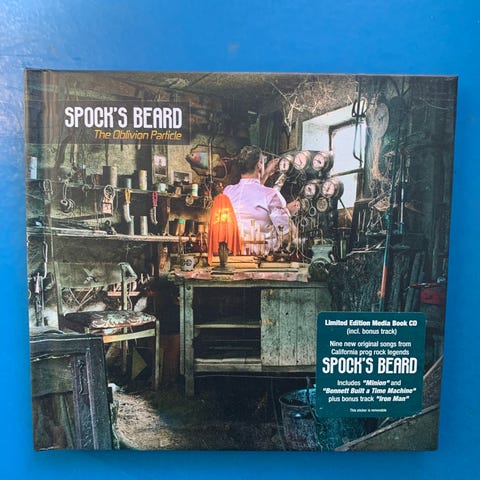 SPOCK'S BEARD
The Oblivion Particle
Limited Edition Media Book CD
(incl. bonus track)
Nine new original songs from
California prog rock legends
SPOCK'S BEARD
Includes "Minion" and
"Bennett Built a Time Machine"
plus bonus track "Iron Man"
This sticker is removable